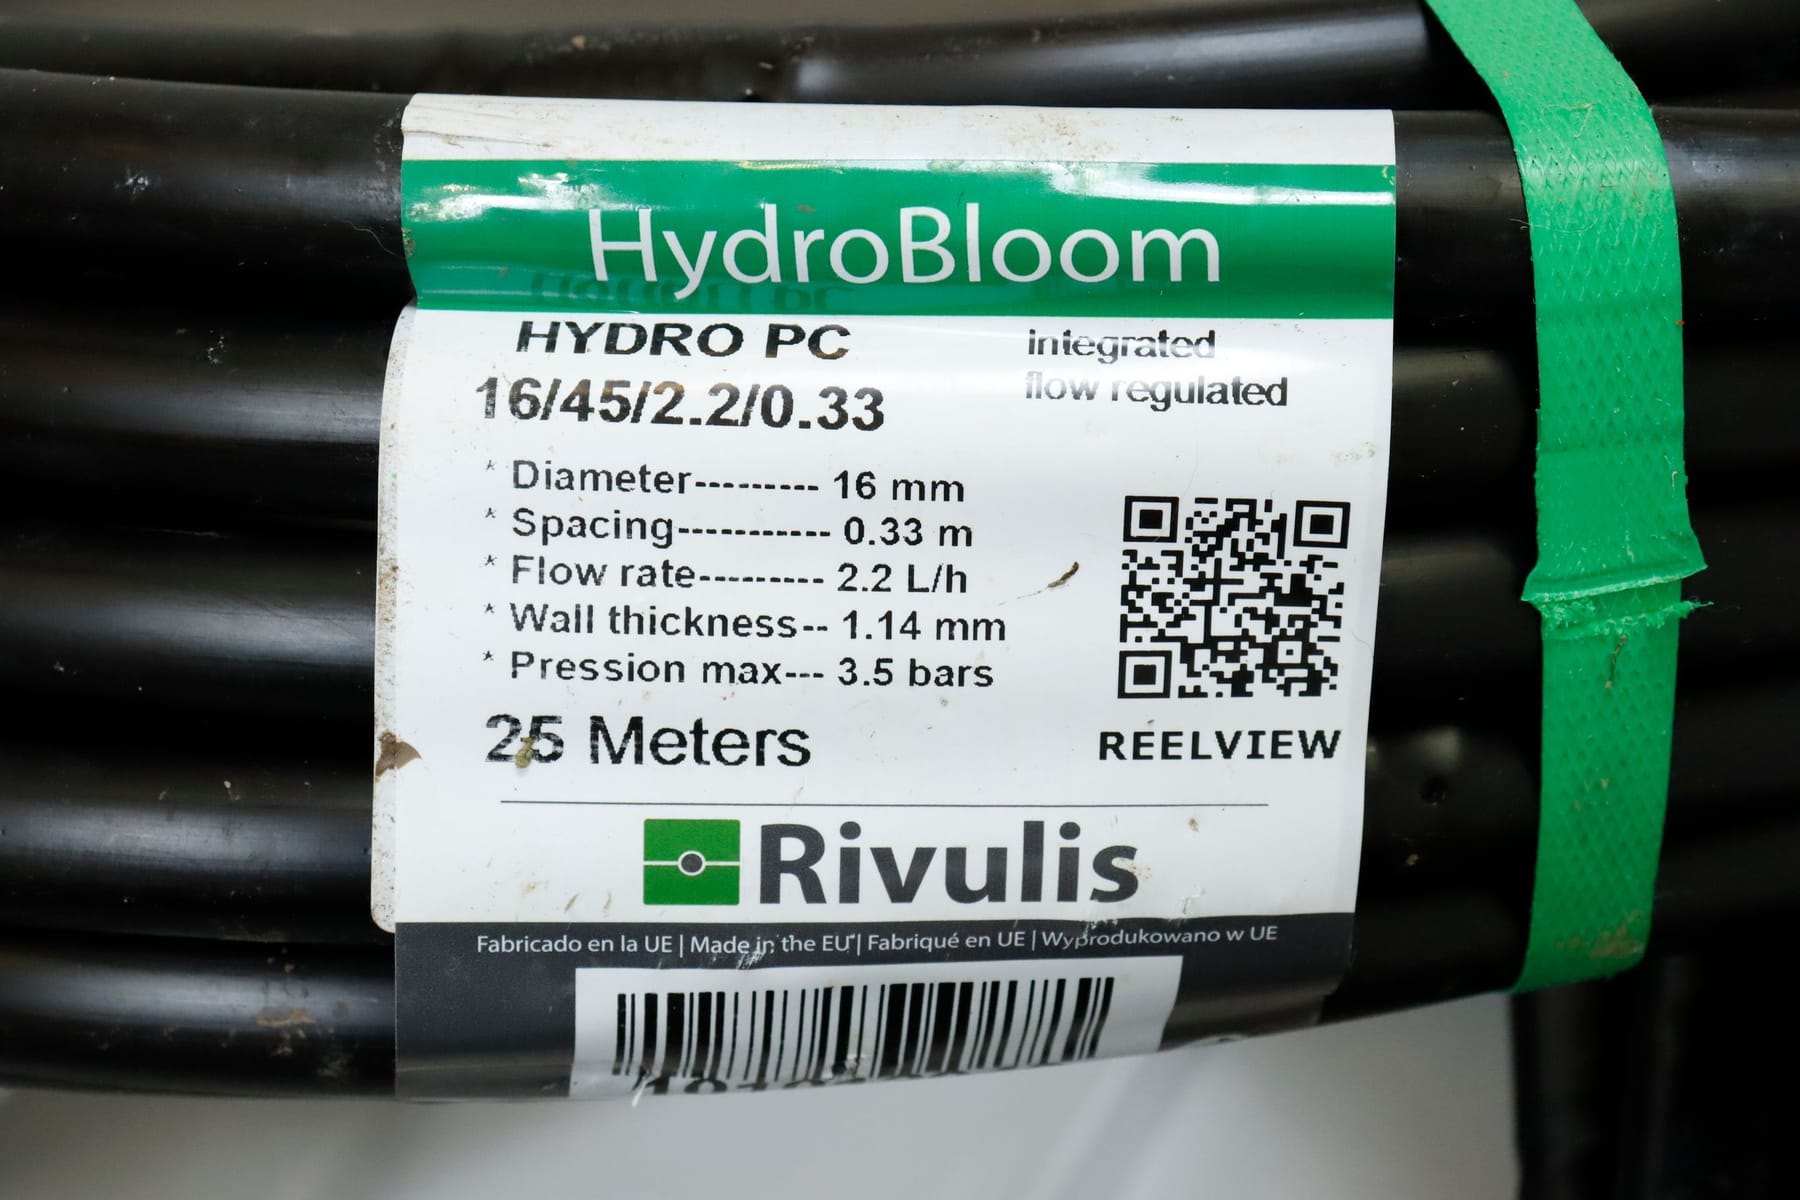 HydroBloom
HYDRO PC
16/45/2.2/0.33
integrated
flow regulated
* Diameter--------- 16 mm
* Spacing----------- 0.33 m
* Flow rate--------- 2.2 L/h
* Wall thickness-- 1.14 mm
* Pression max--- 3.5 bars
25 Meters
REELVIEW
Rivulis
Fabricado en la UE | Made in the EU | Fabriqué en UE | Wyprodukowano w UE